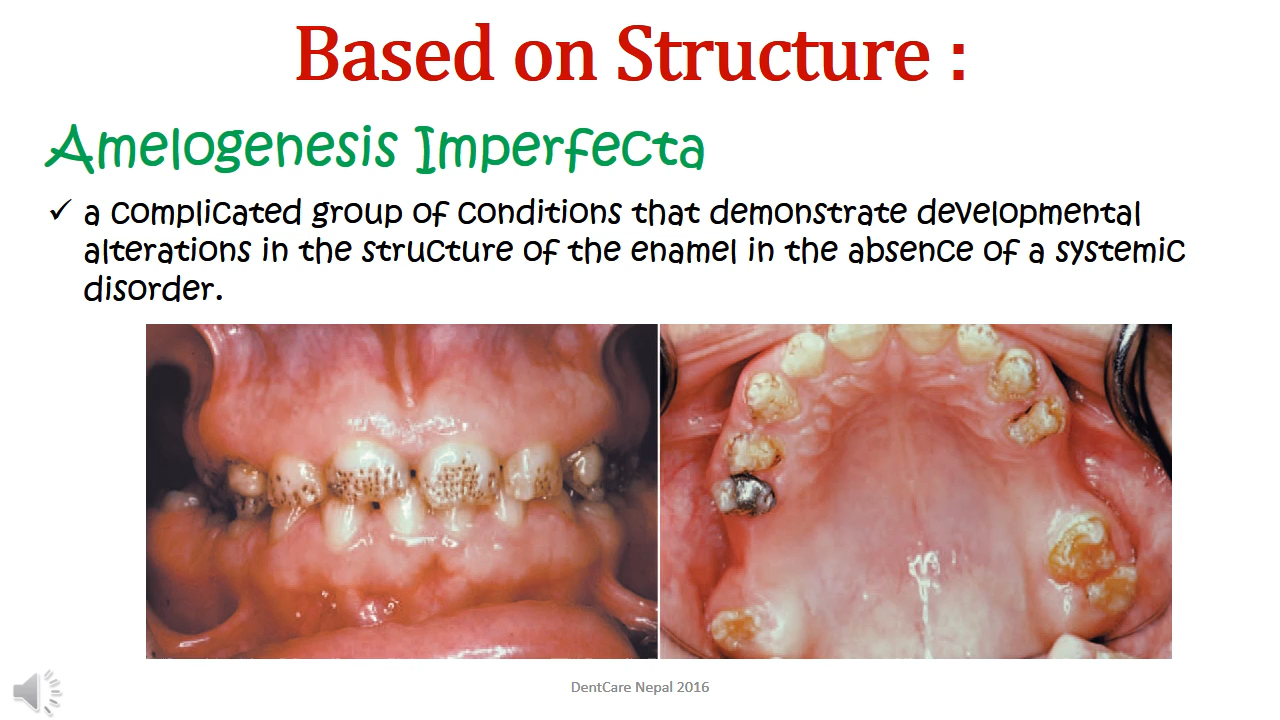 Based on Structure :
Amelogenesis Imperfecta
✓ a complicated group of conditions that demonstrate developmental
alterations in the structure of the enamel in the absence of a systemic
disorder.
DentCare Nepal 2016